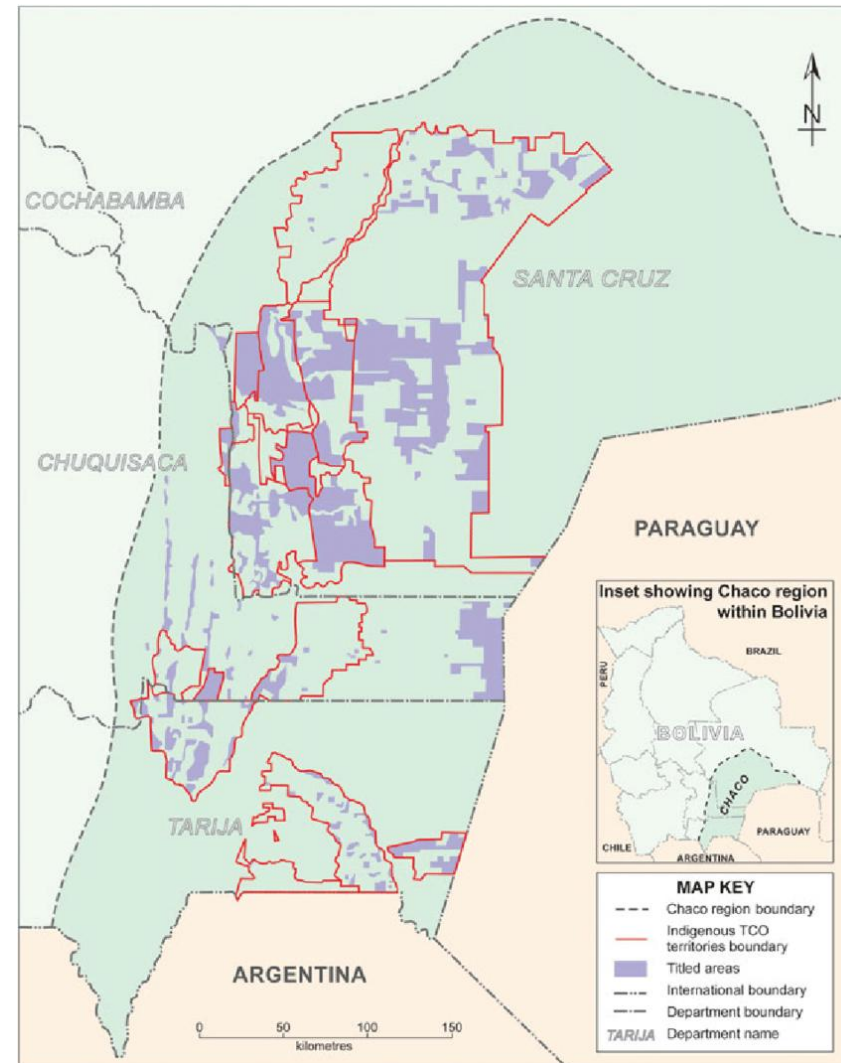 N
COCHABAMBA
SANTA CRUZ
CHUQUISACA
PARAGUAY
TARIJA
ARGENTINA
0 50 100 150
kilometres
Inset showing Chaco region
within Bolivia
PERU
BRAZIL
BOLIVIA
CHACO
PARAGUAY
CHILE
ARGENTINA
MAP KEY
Chaco region boundary
Indigenous TCO
territories boundary
Titled areas
International boundary
Department boundary
TARIJA Department name